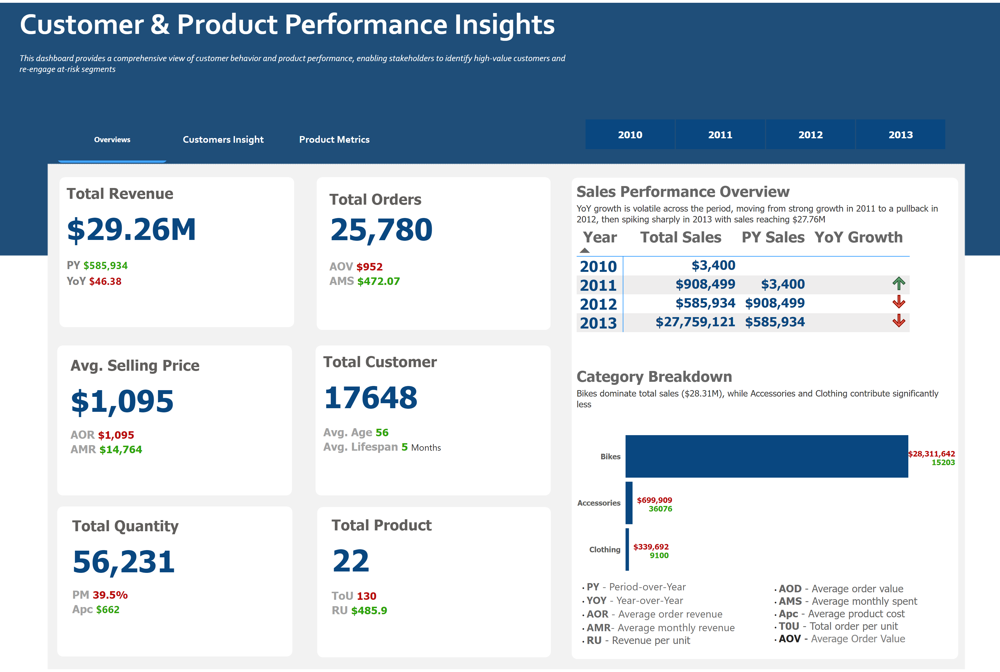 Customer & Product Performance Insights
This dashboard provides a comprehensive view of customer behavior and product performance, enabling stakeholders to identify high-value customers and
re-engage at-risk segments
Overviews
Customers Insight
Product Metrics
2010
2011
2012
2013
Total Revenue
$29.26M
PY $585,934
YoY $46.38
Total Orders
25,780
AOV $952
AMS $472.07
Avg. Selling Price
$1,095
AOR $1,095
AMR $14,764
Total Customer
17648
Avg. Age 56
Avg. Lifespan 5 Months
Total Quantity
56,231
PM 39.5%
Apc $662
Total Product
22
ToU 130
RU $485.9
Sales Performance Overview
YoY growth is volatile across the period, moving from strong growth in 2011 to a pullback in
2012, then spiking sharply in 2013 with sales reaching $27.76M
Year Total Sales PY Sales YoY Growth
2010 $3,400
2011 $908,499 $3,400
2012 $585,934 $908,499
2013 $27,759,121 $585,934
Category Breakdown
Bikes dominate total sales ($28.31M), while Accessories and Clothing contribute significantly
less
Bikes
$28,311,642
15203
Accessories
$699,909
36076
Clothing
$339,692
9100
• PY - Period-over-Year
• YOY - Year-over-Year
• AOR - Average order revenue
• AMR- Average monthly revenue
• RU - Revenue per unit
• AOD - Average order value
• AMS - Average monthly spent
• Apc - Average product cost
• T0U - Total order per unit
• AOV - Average Order Value